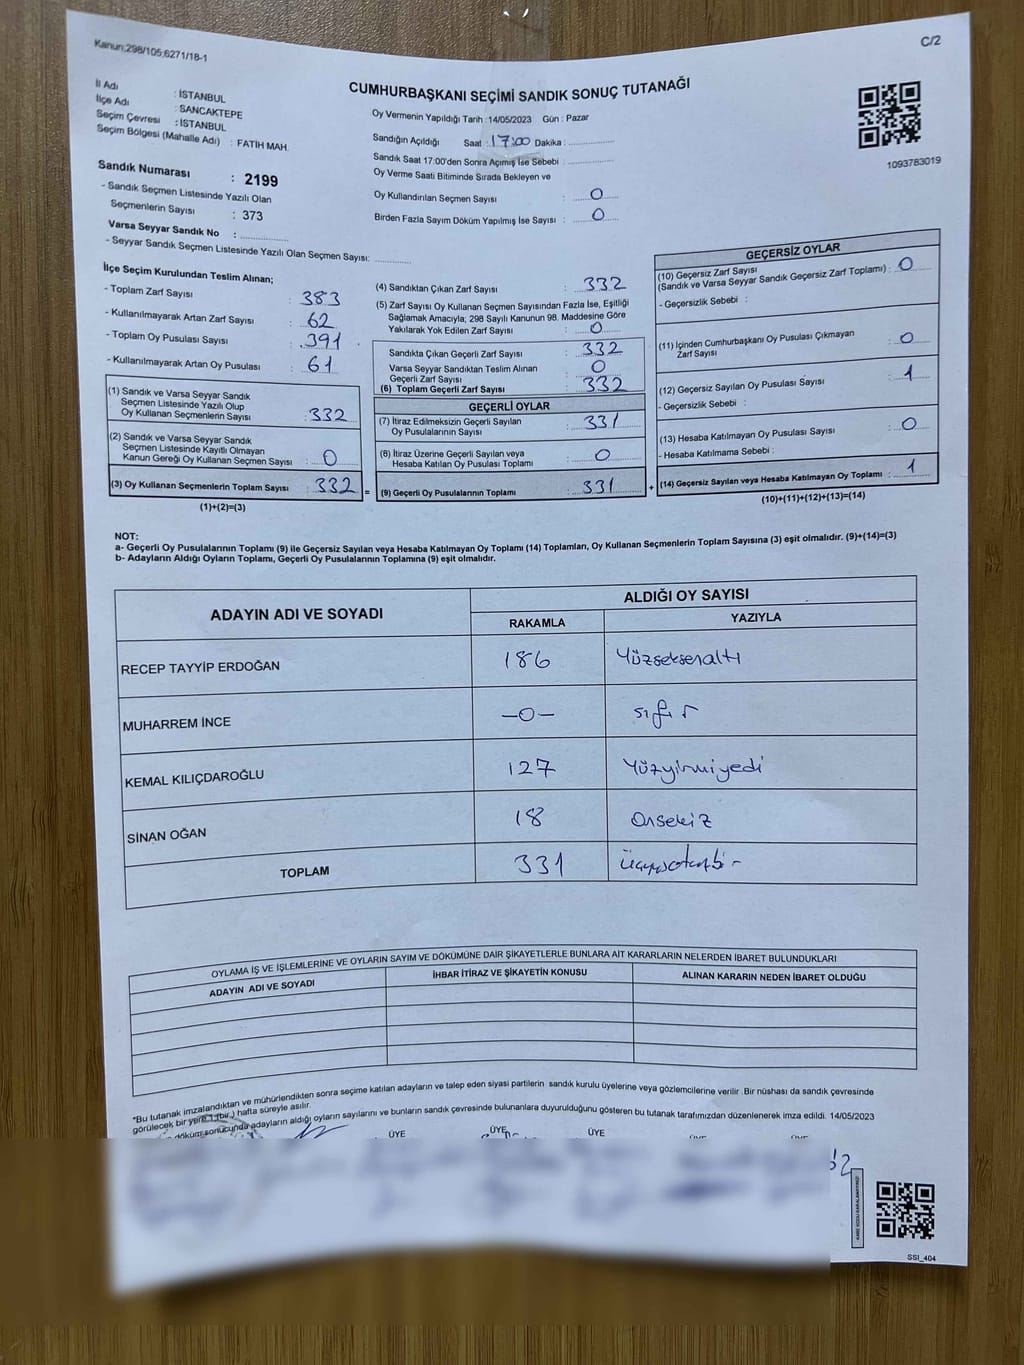 Kanun;298/105;6271/18-1
C/2
İl Adı : İSTANBUL
İlçe Adı : SANCAKTEPE
Seçim Çevresi : İSTANBUL
Seçim Bölgesi (Mahalle Adı) : FATİH MAH.
CUMHURBAŞKANI SEÇİMİ SANDIK SONUÇ TUTANAĞI
Oy Vermenin Yapıldığı Tarih :14/05/2023 Gün : Pazar
Sandığın Açıldığı Saat : 17:00 Dakika : ..............
Sandık Saat 17:00'den Sonra Açımış İse Sebebi : ..............
Oy Verme Saati Bitiminde Sırada Bekleyen ve
Oy Kullandırılan Seçmen Sayısı : 0
Birden Fazla Sayım Döküm Yapılmış İse Sayısı : 0
1093783019
Sandık Numarası : 2199
- Sandık Seçmen Listesinde Yazılı Olan
Seçmenlerin Sayısı : 373
Varsa Seyyar Sandık No : ..............
- Seyyar Sandık Seçmen Listesinde Yazılı Olan Seçmen Sayısı: ..............
İlçe Seçim Kurulundan Teslim Alınan;
- Toplam Zarf Sayısı : 383
- Kullanılmayarak Artan Zarf Sayısı : 62
- Toplam Oy Pusulası Sayısı : 391
- Kullanılmayarak Artan Oy Pusulası : 61
(1) Sandık ve Varsa Seyyar Sandık
Seçmen Listesinde Yazılı Olup
Oy Kullanan Seçmenlerin Sayısı : 332
(2) Sandık ve Varsa Seyyar Sandık
Seçmen Listesinde Kayıtlı Olmayan
Kanun Gereği Oy Kullanan Seçmen Sayısı : 0
(3) Oy Kullanan Seçmenlerin Toplam Sayısı : 332 =
(1)+(2)=(3)
(4) Sandıktan Çıkan Zarf Sayısı : 332
(5) Zarf Sayısı Oy Kullanan Seçmen Sayısından Fazla İse, Eşitliği
Sağlamak Amacıyla; 298 Sayılı Kanunun 98. Maddesine Göre
Yakılarak Yok Edilen Zarf Sayısı : 0
Sandıkta Çıkan Geçerli Zarf Sayısı : 332
Varsa Seyyar Sandıktan Teslim Alınan
Geçerli Zarf Sayısı : 0
(6) Toplam Geçerli Zarf Sayısı : 332
GEÇERLİ OYLAR
(7) İtiraz Edilmeksizin Geçerli Sayılan
Oy Pusulalarının Sayısı : 331
(8) İtiraz Üzerine Geçerli Sayılan veya
Hesaba Katılan Oy Pusulası Toplamı : 0
(9) Geçerli Oy Pusulalarının Toplamı : 331 +
GEÇERSİZ OYLAR
(10) Geçersiz Zarf Sayısı
(Sandık ve Varsa Seyyar Sandık Geçersiz Zarf Toplamı) : 0
- Geçersizlik Sebebi :
(11) İçinden Cumhurbaşkanı Oy Pusulası Çıkmayan
Zarf Sayısı : 0
(12) Geçersiz Sayılan Oy Pusulası Sayısı : 1
- Geçersizlik Sebebi :
(13) Hesaba Katılmayan Oy Pusulası Sayısı : 0
- Hesaba Katılmama Sebebi :
(14) Geçersiz Sayılan veya Hesaba Katılmayan Oy Toplamı : 1
(10)+(11)+(12)+(13)=(14)
NOT:
a- Geçerli Oy Pusulalarının Toplamı (9) ile Geçersiz Sayılan veya Hesaba Katılmayan Oy Toplamı (14) Toplamları, Oy Kullanan Seçmenlerin Toplam Sayısına (3) eşit olmalıdır. (9)+(14)=(3)
b- Adayların Aldığı Oyların Toplamı, Geçerli Oy Pusulalarının Toplamına (9) eşit olmalıdır.
ADAYIN ADI VE SOYADI
ALDIĞI OY SAYISI
RAKAMLA YAZIYLA
RECEP TAYYİP ERDOĞAN 186 Yüzseksenaltı
MUHARREM İNCE -0- sıfır
KEMAL KILIÇDAROĞLU 127 Yüzyirmiyedi
SİNAN OĞAN 18 Onsekiz
TOPLAM 331
OYLAMA İŞ VE İŞLEMLERİNE VE OYLARIN SAYIM VE DÖKÜMÜNE DAİR ŞİKAYETLERLE BUNLARA AİT KARARLARIN NELERDEN İBARET BULUNDUKLARI
ADAYIN ADI VE SOYADI İHBAR İTİRAZ VE ŞİKAYETİN KONUSU ALINAN KARARIN NEDEN İBARET OLDUĞU
*Bu tutanak imzalandıktan ve mühürlendikten sonra seçime katılan adayların ve talep eden siyasi partilerin sandık kurulu üyelerine veya gözlemcilerine verilir. Bir nüshası da sandık çevresinde
görülecek bir yere 1 (bir) hafta süreyle asılır.
döküm sonucunda adayların aldığı oyların sayılarını ve bunların sandık çevresinde bulunanlara duyurulduğunu gösteren bu tutanak tarafımızdan düzenlenerek imza edildi. 14/05/2023
ÜYE ÜYE ÜYE
SSI_404